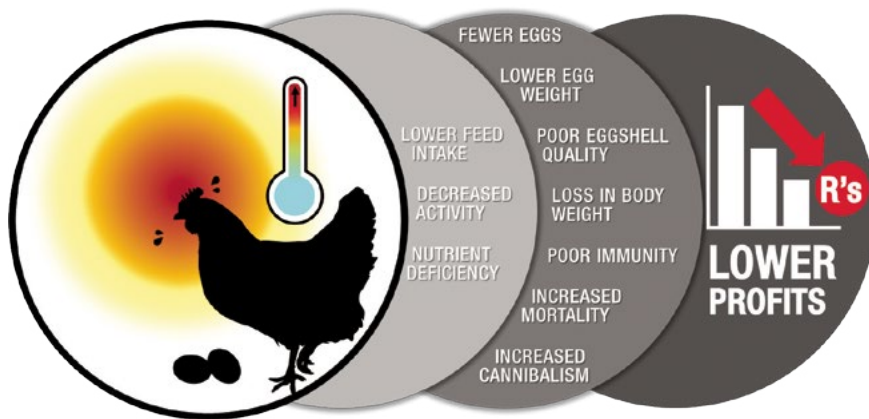 LOWER FEED
INTAKE
DECREASED
ACTIVITY
NUTRIENT
DEFICIENCY
FEWER EGGS
LOWER EGG
WEIGHT
POOR EGGSHELL
QUALITY
LOSS IN BODY
WEIGHT
POOR IMMUNITY
INCREASED
MORTALITY
INCREASED
CANNIBALISM
R's
LOWER
PROFITS